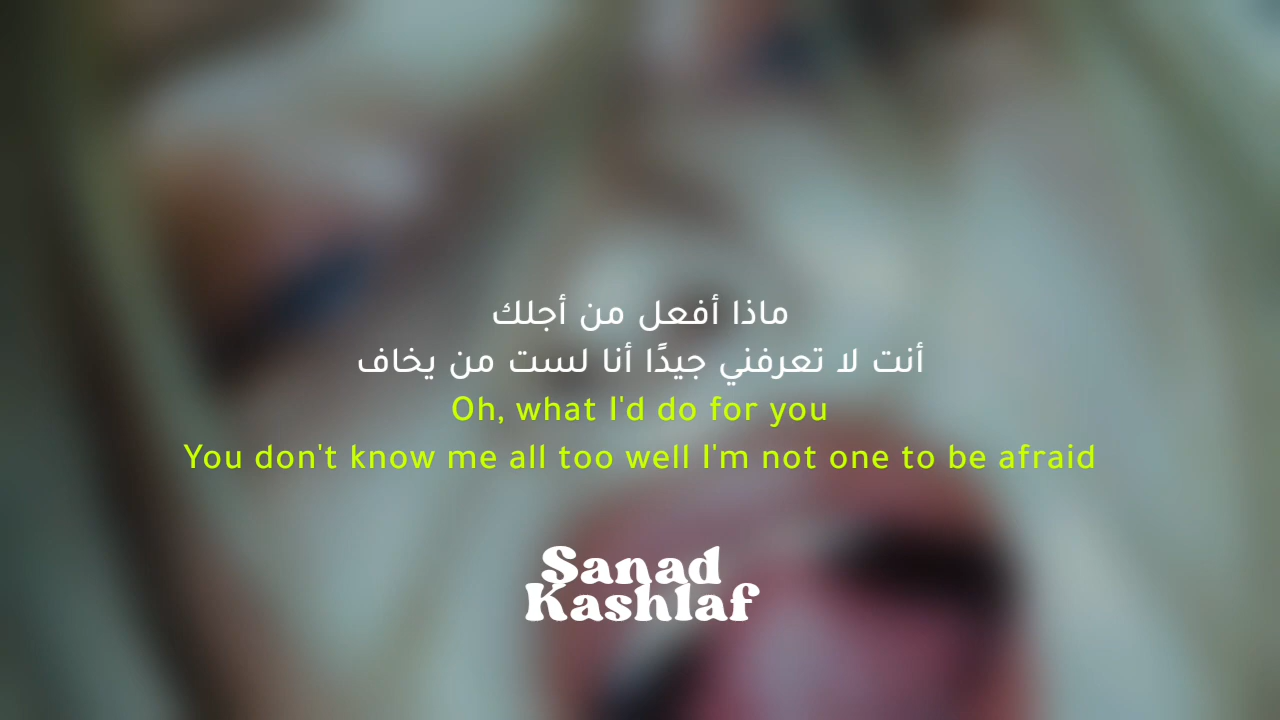 ماذا أفعل من أجلك
أنت لا تعرفني جيدًا أنا لست من يخاف
Oh, what I'd do for you
You don't know me all too well I'm not one to be afraid
Sanad
Kashlaf